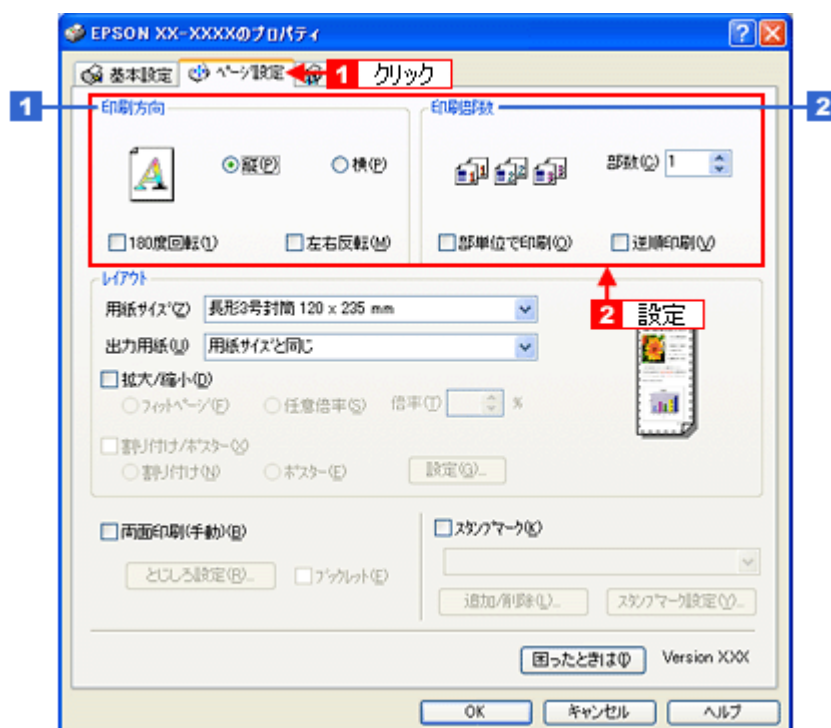 EPSON XX-XXXXのプロパティ
基本設定 ページ設定 1 クリック
1 印刷方向 印刷部数 2
縦(P) 横(P) 部数(C) 1
180度回転(1) 左右反転(M) 部単位で印刷(O) 逆順印刷(V)
レイアウト
用紙サイズ(Z) 長形3号封筒 120 x 235 mm
2 設定
出力用紙(U) 用紙サイズと同じ
拡大/縮小(D)
フィットページ(F) 任意倍率(S) 倍率(T) %
割り付け/ポスター(X)
割り付け(N) ポスター(E) 設定(G)...
両面印刷(手動)(B) スタンプマーク(K)
とじしろ設定(R)... ブックレット(E)
追加/削除(L)... スタンプマーク設定(Y)...
困ったときは(I) Version XXX
OK キャンセル ヘルプ